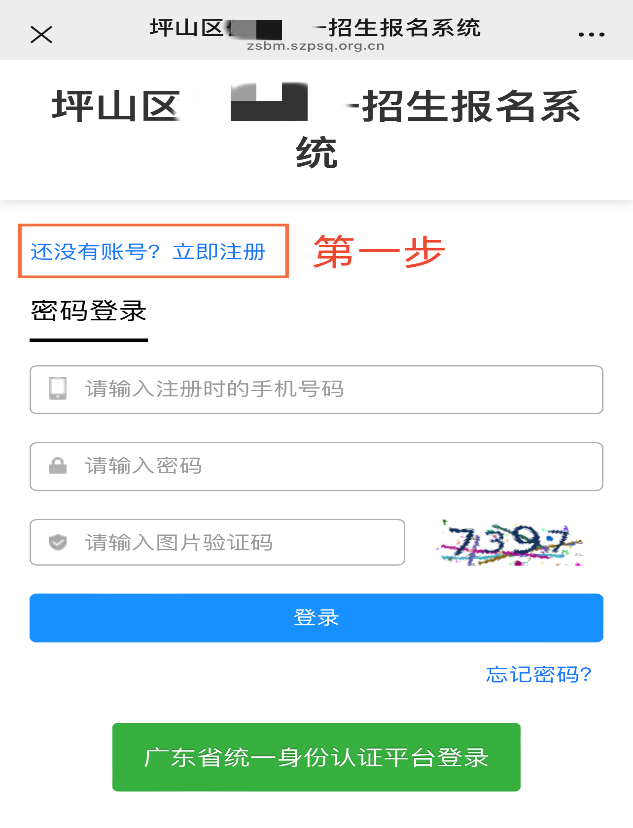 坪山区 一招生报名系统
zsbm.szpsq.org.cn
坪山区 一招生报名系
统
还没有账号? 立即注册 第一步
密码登录
请输入注册时的手机号码
请输入密码
请输入图片验证码 7397
登录
忘记密码?
广东省统一身份认证平台登录